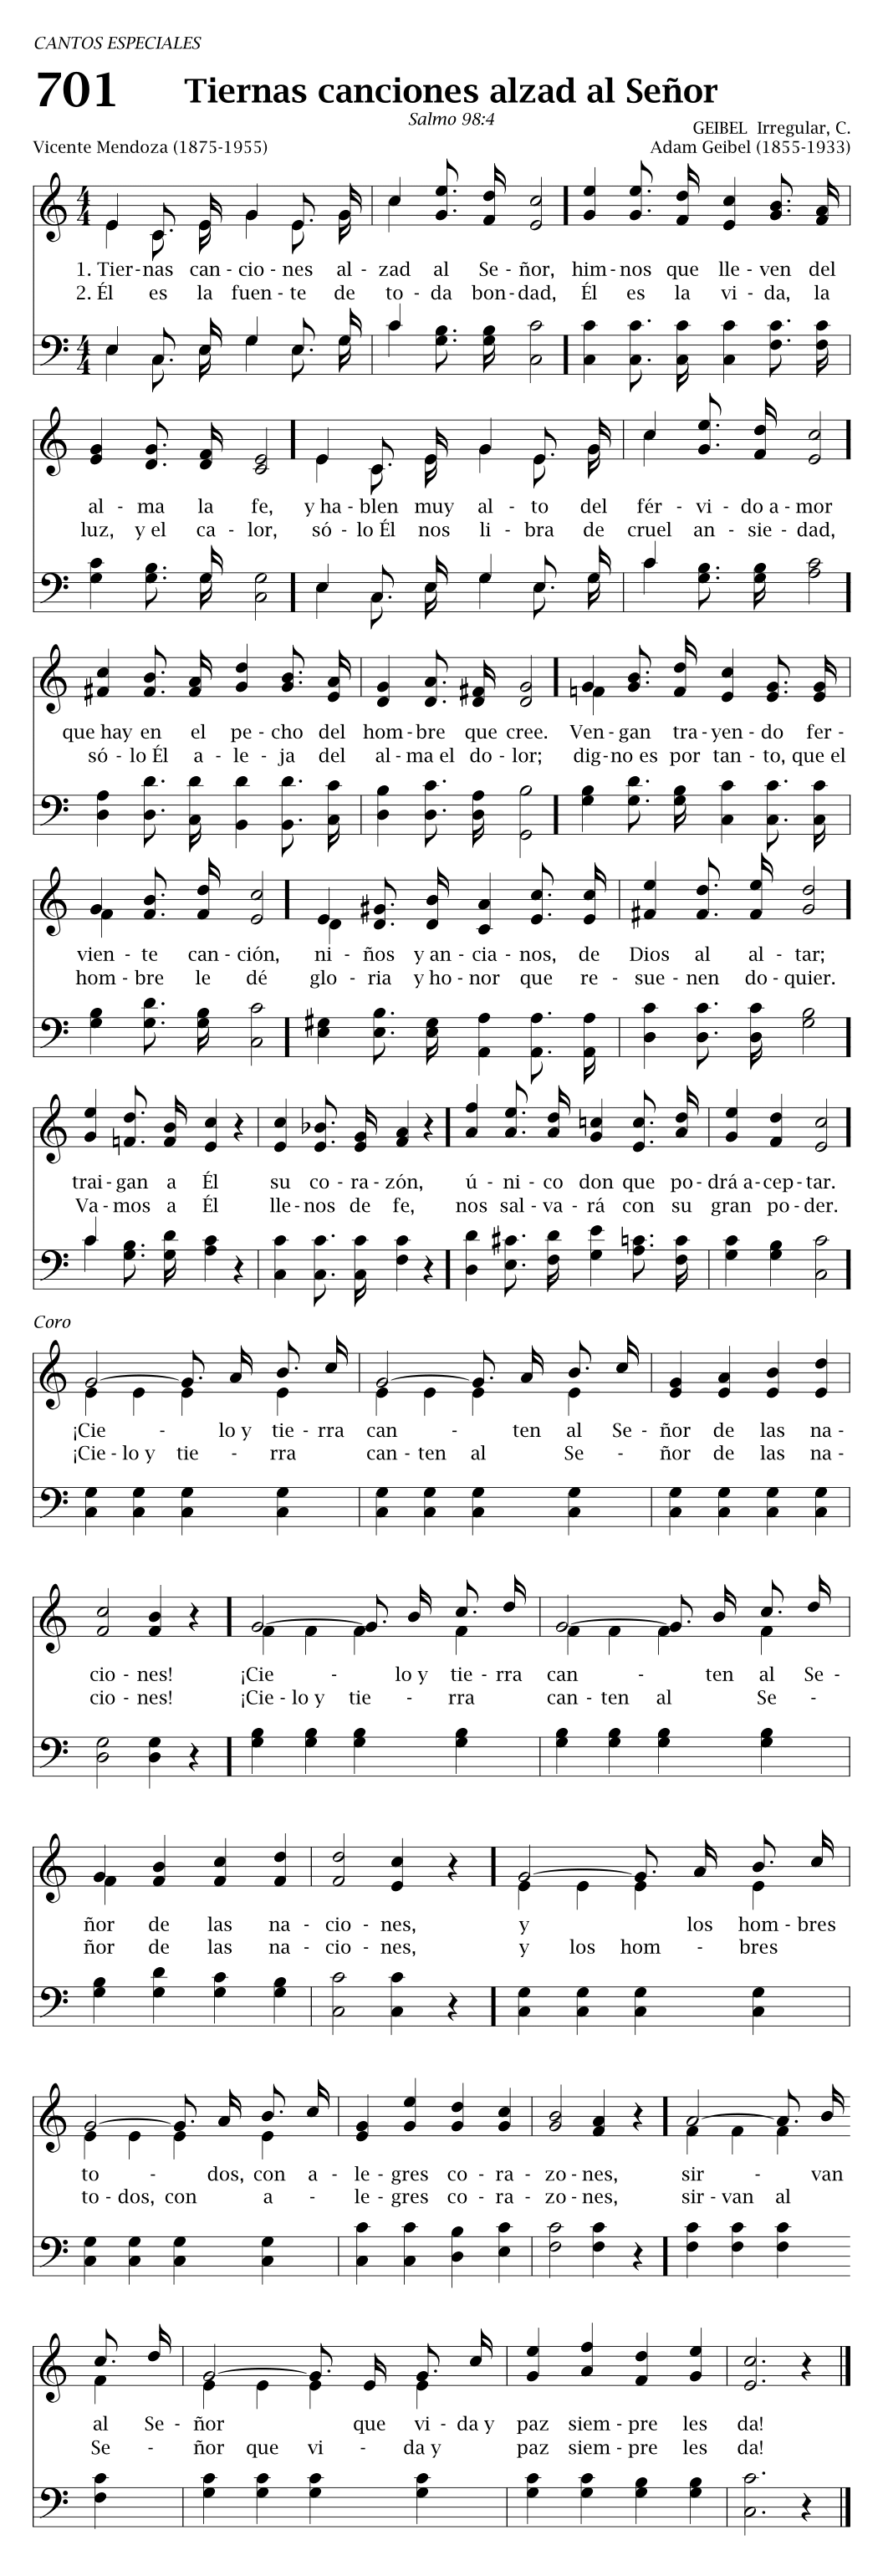 CANTOS ESPECIALES
701 Tiernas canciones alzad al Señor
Salmo 98:4
GEIBEL Irregular, C.
Vicente Mendoza (1875-1955) Adam Geibel (1855-1933)
1. Tier-nas can - cio - nes al - zad al Se - ñor, him-nos que lle - ven del
2. Él es la fuen - te de to - da bon-dad, Él es la vi - da, la
al - ma la fe, y ha - blen muy al - to del fér - vi - do a - mor
luz, y el ca - lor, só - lo Él nos li - bra de cruel an - sie - dad,
que hay en el pe - cho del hom-bre que cree. Ven-gan tra-yen-do fer -
só - lo Él a - le - ja del al-ma el do - lor; dig-no es por tan - to, que el
vien - te can - ción, ni - ños y an - cia - nos, de Dios al al - tar;
hom - bre le dé glo - ria y ho - nor que re - sue - nen do - quier.
trai-gan a Él su co - ra - zón, ú - ni - co don que po-drá a-cep-tar.
Va-mos a Él lle-nos de fe, nos sal - va - rá con su gran po-der.
Coro
¡Cie - lo y tie - rra can - ten al Se - ñor de las na -
¡Cie - lo y tie - rra can - ten al Se - ñor de las na -
cio - nes! ¡Cie - lo y tie - rra can - ten al Se -
cio - nes! ¡Cie - lo y tie - rra can - ten al Se -
ñor de las na - cio - nes, y los hom - bres
ñor de las na - cio - nes, y los hom - bres
to - dos, con a - le - gres co - ra - zo - nes, sir - van
to - dos, con a - le - gres co - ra - zo - nes, sir - van al
al Se - ñor que vi - da y paz siem - pre les da!
Se - ñor que vi - da y paz siem - pre les da!